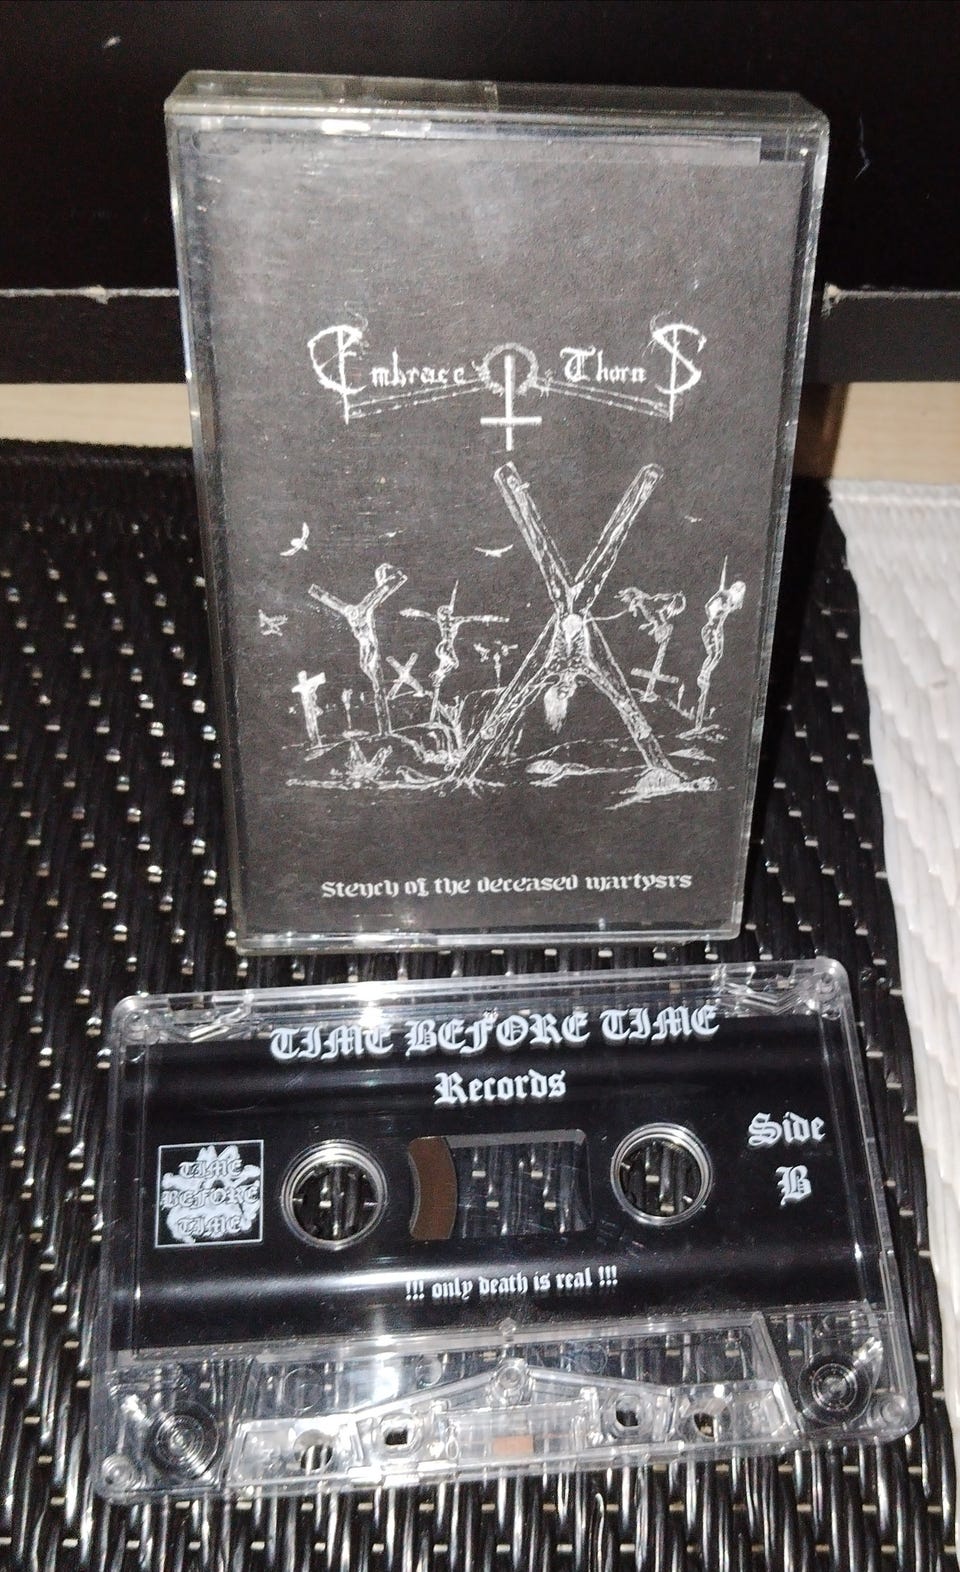 Embrace of Thorns
Stench of the deceased martysrs
TIME BEFORE TIME
Records
Side
B
TIME
BEFORE
TIME
!!! only death is real !!!